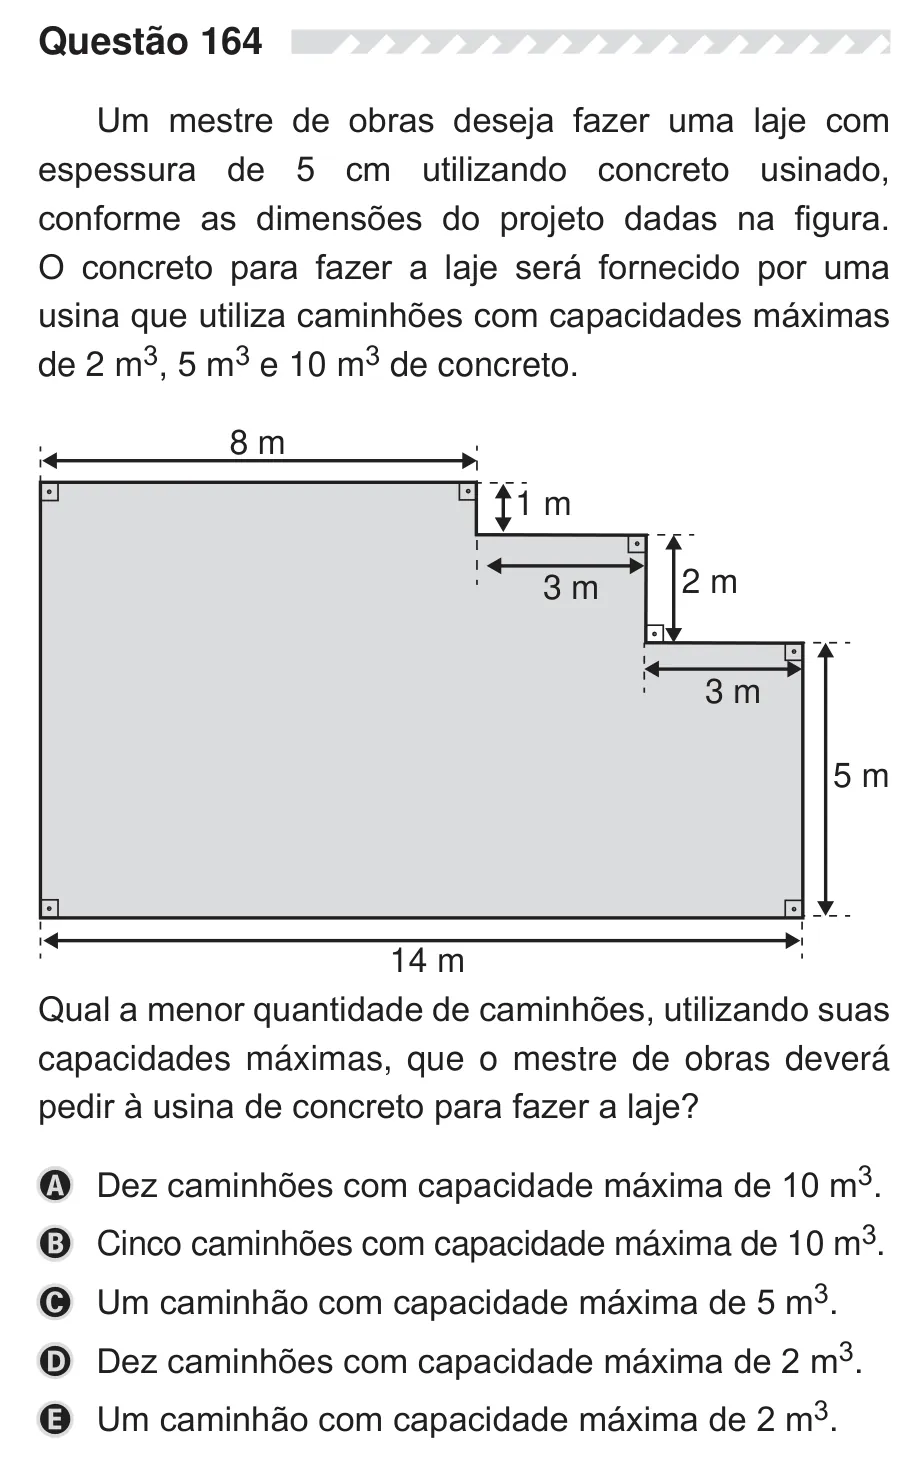 Questão 164
Um mestre de obras deseja fazer uma laje com
espessura de 5 cm utilizando concreto usinado,
conforme as dimensões do projeto dadas na figura.
O concreto para fazer a laje será fornecido por uma
usina que utiliza caminhões com capacidades máximas
de 2 m³, 5 m³ e 10 m³ de concreto.
8 m
1 m
3 m
2 m
3 m
5 m
14 m
Qual a menor quantidade de caminhões, utilizando suas
capacidades máximas, que o mestre de obras deverá
pedir à usina de concreto para fazer a laje?
A Dez caminhões com capacidade máxima de 10 m³.
B Cinco caminhões com capacidade máxima de 10 m³.
C Um caminhão com capacidade máxima de 5 m³.
D Dez caminhões com capacidade máxima de 2 m³.
E Um caminhão com capacidade máxima de 2 m³.